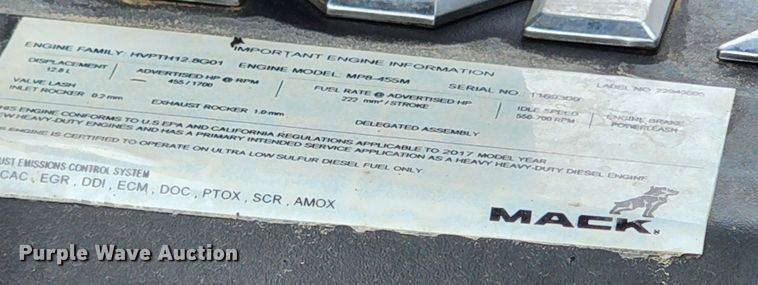 IMPORTANT ENGINE INFORMATION
ENGINE FAMILY: HVPTH12.8G01
ENGINE MODEL: MP8-455M
SERIAL NO
LABEL NO
DISPLACEMENT
12.8 L
ADVERTISED HP @ RPM
455 / 1700
FUEL RATE @ ADVERTISED HP
222 mm³ / STROKE
IDLE SPEED
550-700 RPM
ENGINE BRAKE
POWERLEASH
VALVE LASH
INLET ROCKER 0.2 mm
EXHAUST ROCKER 1.0 mm
DELEGATED ASSEMBLY
THIS ENGINE CONFORMS TO U.S EPA AND CALIFORNIA REGULATIONS APPLICABLE TO 2017 MODEL YEAR
NEW HEAVY-DUTY ENGINES AND HAS A PRIMARY INTENDED SERVICE APPLICATION AS A HEAVY HEAVY-DUTY DIESEL ENGINE
ENGINE IS CERTIFIED TO OPERATE ON ULTRA LOW SULFUR DIESEL FUEL ONLY
UST EMISSIONS CONTROL SYSTEM
CAC , EGR , DDI , ECM , DOC , PTOX , SCR , AMOX
MACK
Purple Wave Auction